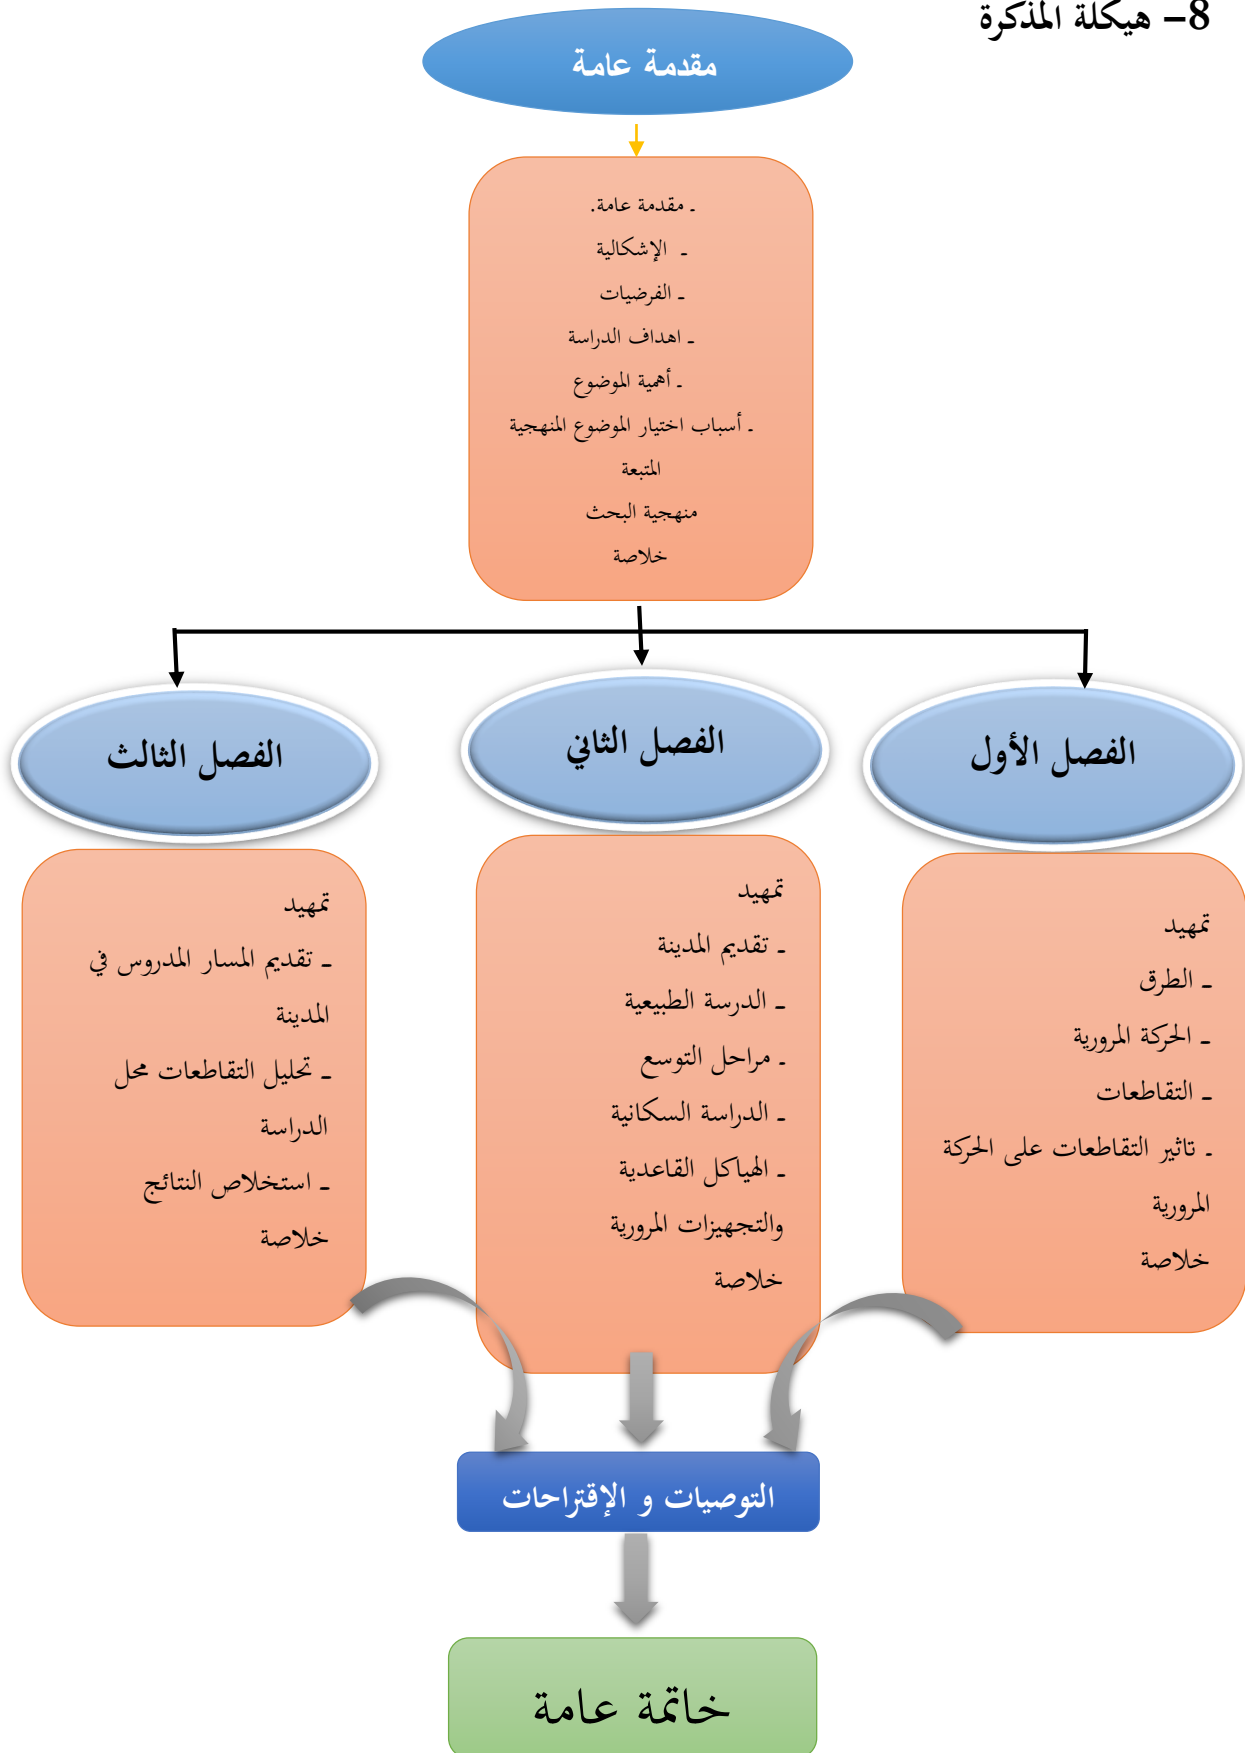 8– هيكلة المذكرة
مقدمة عامة
ـ مقدمة عامة.
ـ الإشكالية
ـ الفرضيات
ـ اهداف الدراسة
ـ أهمية الموضوع
ـ أسباب اختيار الموضوع المنهجية
المتبعة
منهجية البحث
خلاصة
الفصل الأول
تمهيد
ـ الطرق
ـ الحركة المرورية
ـ التقاطعات
ـ تاثير التقاطعات على الحركة
المرورية
خلاصة
الفصل الثاني
تمهيد
ـ تقديم المدينة
ـ الدرسة الطبيعية
ـ مراحل التوسع
ـ الدراسة السكانية
ـ الهياكل القاعدية
والتجهيزات المرورية
خلاصة
الفصل الثالث
تمهيد
ـ تقديم المسار المدروس في
المدينة
ـ تحليل التقاطعات محل
الدراسة
ـ استخلاص النتائج
خلاصة
التوصيات و الإقتراحات
خاتمة عامة